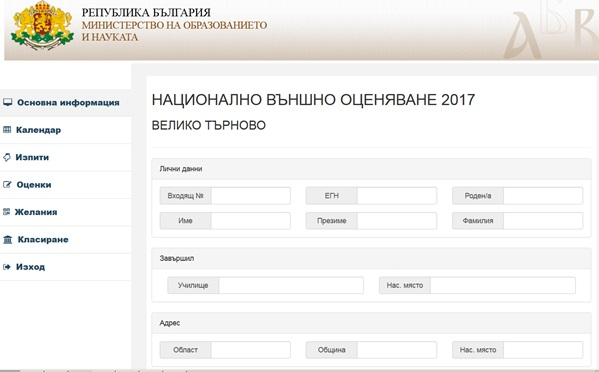 РЕПУБЛИКА БЪЛГАРИЯ
МИНИСТЕРСТВО НА ОБРАЗОВАНИЕТО
И НАУКАТА
А Б В
Основна информация
Календар
Изпити
Оценки
Желания
Класиране
Изход
НАЦИОНАЛНО ВЪНШНО ОЦЕНЯВАНЕ 2017
ВЕЛИКО ТЪРНОВО
Лични данни
Входящ № ЕГН Роден/а
Име Презиме Фамилия
Завършил
Училище Нас. място
Адрес
Област Община Нас. място